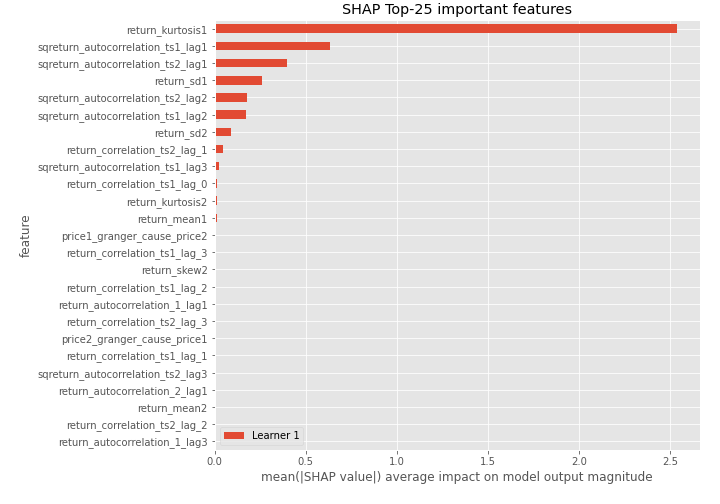 SHAP Top-25 important features
return_kurtosis1
sqreturn_autocorrelation_ts1_lag1
sqreturn_autocorrelation_ts2_lag1
return_sd1
sqreturn_autocorrelation_ts2_lag2
sqreturn_autocorrelation_ts1_lag2
return_sd2
return_correlation_ts2_lag_1
sqreturn_autocorrelation_ts1_lag3
return_correlation_ts1_lag_0
return_kurtosis2
return_mean1
price1_granger_cause_price2
return_correlation_ts1_lag_3
return_skew2
return_correlation_ts1_lag_2
return_autocorrelation_1_lag1
return_correlation_ts2_lag_3
price2_granger_cause_price1
return_correlation_ts1_lag_1
sqreturn_autocorrelation_ts2_lag3
return_autocorrelation_2_lag1
return_mean2
return_correlation_ts2_lag_2
return_autocorrelation_1_lag3
feature
Learner 1
0.0 0.5 1.0 1.5 2.0 2.5
mean(|SHAP value|) average impact on model output magnitude